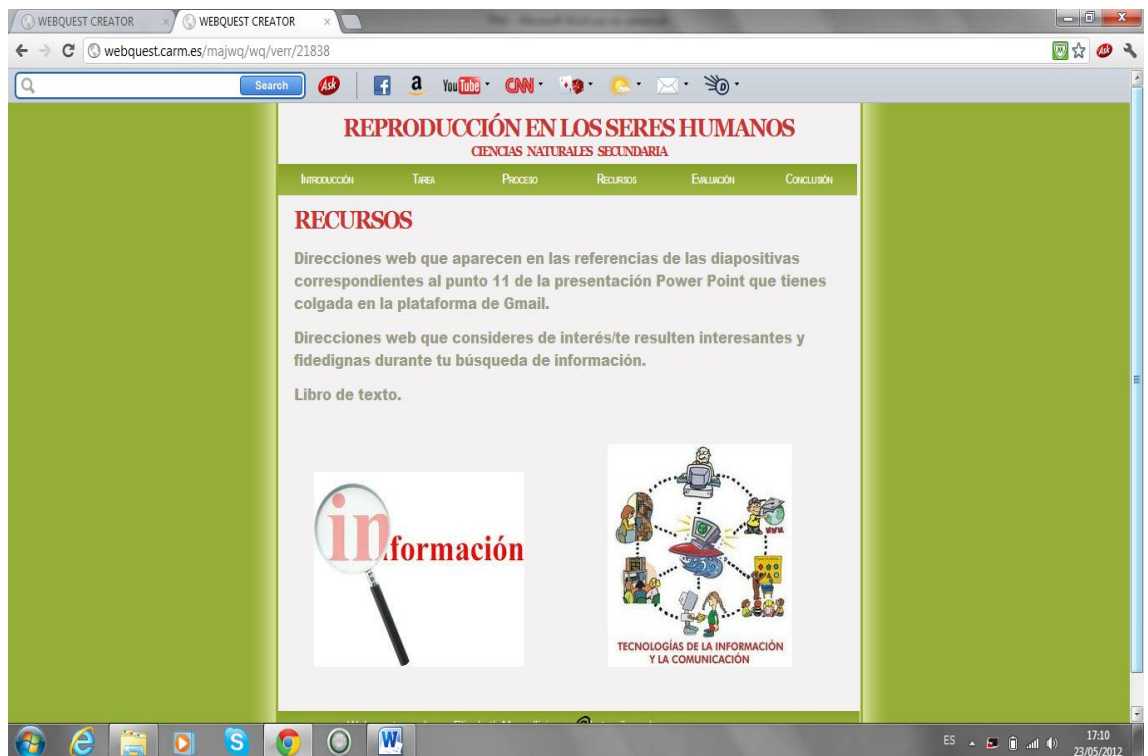 WEBQUEST CREATOR
WEBQUEST CREATOR
webquest.carm.es/majwq/wq/verr/21838
Search
Ask
a
YouTube
CNN
REPRODUCCIÓN EN LOS SERES HUMANOS
CIENCIAS NATURALES SECUNDARIA
INTRODUCCIÓN TAREA PROCESO RECURSOS EVALUACIÓN CONCLUSIÓN
RECURSOS
Direcciones web que aparecen en las referencias de las diapositivas
correspondientes al punto 11 de la presentación Power Point que tienes
colgada en la plataforma de Gmail.
Direcciones web que consideres de interés/te resulten interesantes y
fidedignas durante tu búsqueda de información.
Libro de texto.
información
WWW
TECNOLOGÍAS DE LA INFORMACIÓN
Y LA COMUNICACIÓN
ES
17:10
23/05/2012